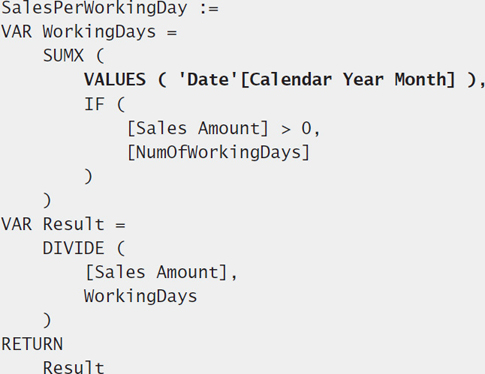 SalesPerWorkingDay :=
VAR WorkingDays =
    SUMX (
        VALUES ( 'Date'[Calendar Year Month] ),
        IF (
            [Sales Amount] > 0,
            [NumOfWorkingDays]
        )
    )
VAR Result =
    DIVIDE (
        [Sales Amount],
        WorkingDays
    )
RETURN
    Result